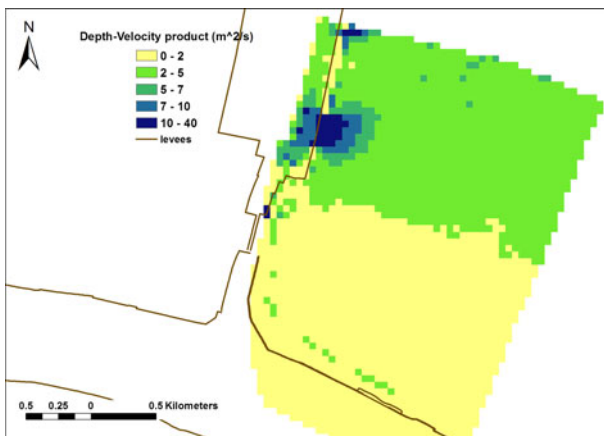 N
Depth-Velocity product (m^2/s)
0 - 2
2 - 5
5 - 7
7 - 10
10 - 40
levees
0.5 0.25 0 0.5 Kilometers